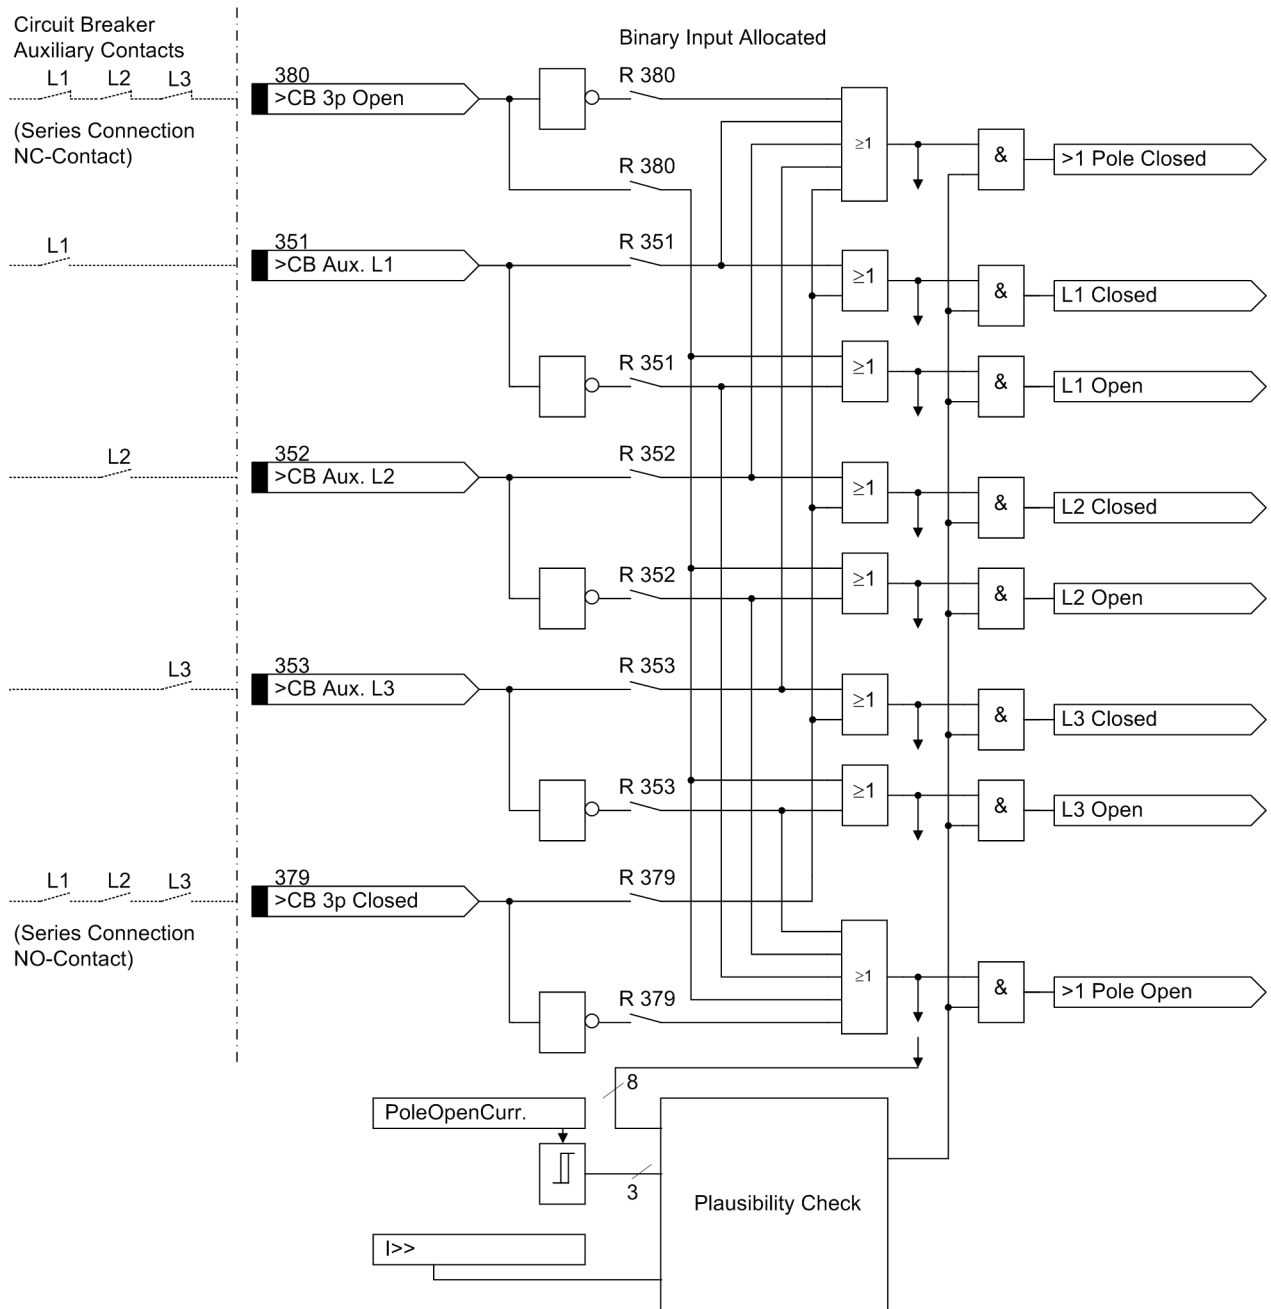 Circuit Breaker
Auxiliary Contacts
Binary Input Allocated
L1 L2 L3
380
>CB 3p Open
R 380
(Series Connection
NC-Contact)
≥1
&
>1 Pole Closed
R 380
L1
351
>CB Aux. L1
R 351
≥1
&
L1 Closed
R 351
≥1
&
L1 Open
L2
352
>CB Aux. L2
R 352
≥1
&
L2 Closed
R 352
≥1
&
L2 Open
L3
353
>CB Aux. L3
R 353
≥1
&
L3 Closed
R 353
≥1
&
L3 Open
L1 L2 L3
379
>CB 3p Closed
R 379
(Series Connection
NO-Contact)
≥1
&
>1 Pole Open
R 379
8
PoleOpenCurr.
3
Plausibility Check
I>>